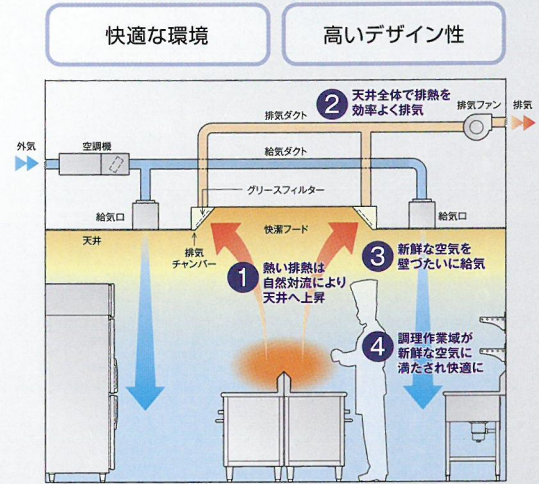 快適な環境
高いデザイン性
2
天井全体で排熱を
効率よく排気
排気ダクト
排気ファン
排気
外気
空調機
給気ダクト
グリースフィルター
給気口
給気口
天井
快潔フード
排気
チャンバー
3
新鮮な空気を
壁づたいに給気
1
熱い排熱は
自然対流により
天井へ上昇
4
調理作業域が
新鮮な空気に
満たされ快適に